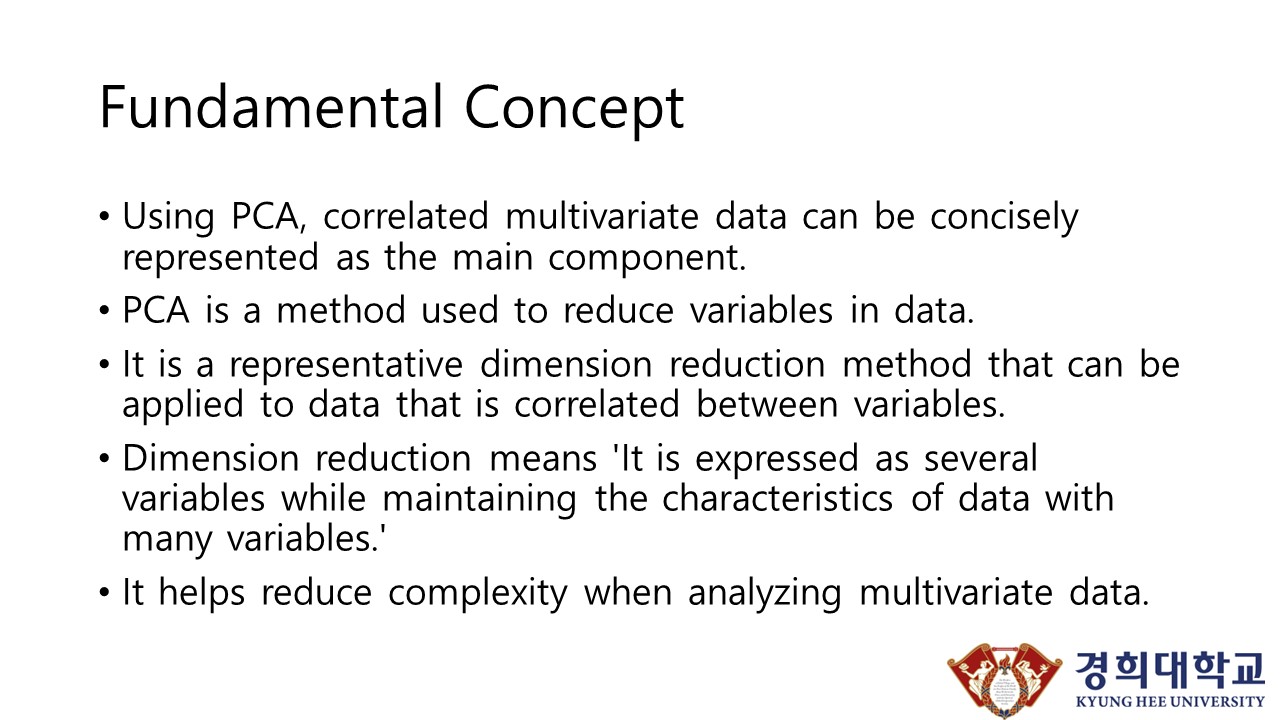 Fundamental Concept
• Using PCA, correlated multivariate data can be concisely
represented as the main component.
• PCA is a method used to reduce variables in data.
• It is a representative dimension reduction method that can be
applied to data that is correlated between variables.
• Dimension reduction means 'It is expressed as several
variables while maintaining the characteristics of data with
many variables.'
• It helps reduce complexity when analyzing multivariate data.
경희대학교
KYUNG HEE UNIVERSITY